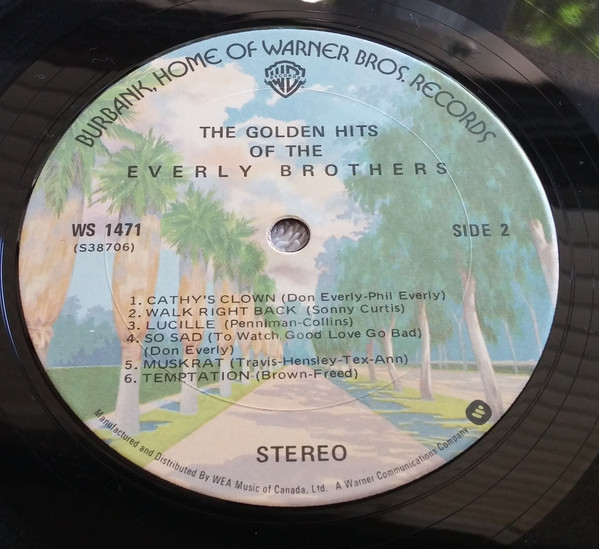 BURBANK, HOME OF WARNER BROS. RECORDS
THE GOLDEN HITS
OF THE
EVERLY BROTHERS
WS 1471
(S38706)
SIDE 2
1. CATHY'S CLOWN (Don Everly-Phil Everly)
2. WALK RIGHT BACK (Sonny Curtis)
3. LUCILLE (Penniman-Collins)
4. SO SAD (To Watch Good Love Go Bad)
(Don Everly)
5. MUSKRAT (Travis-Hensley-Tex-Ann)
6. TEMPTATION (Brown-Freed)
STEREO
Manufactured and Distributed By WEA Music of Canada, Ltd. A Warner Communications Company